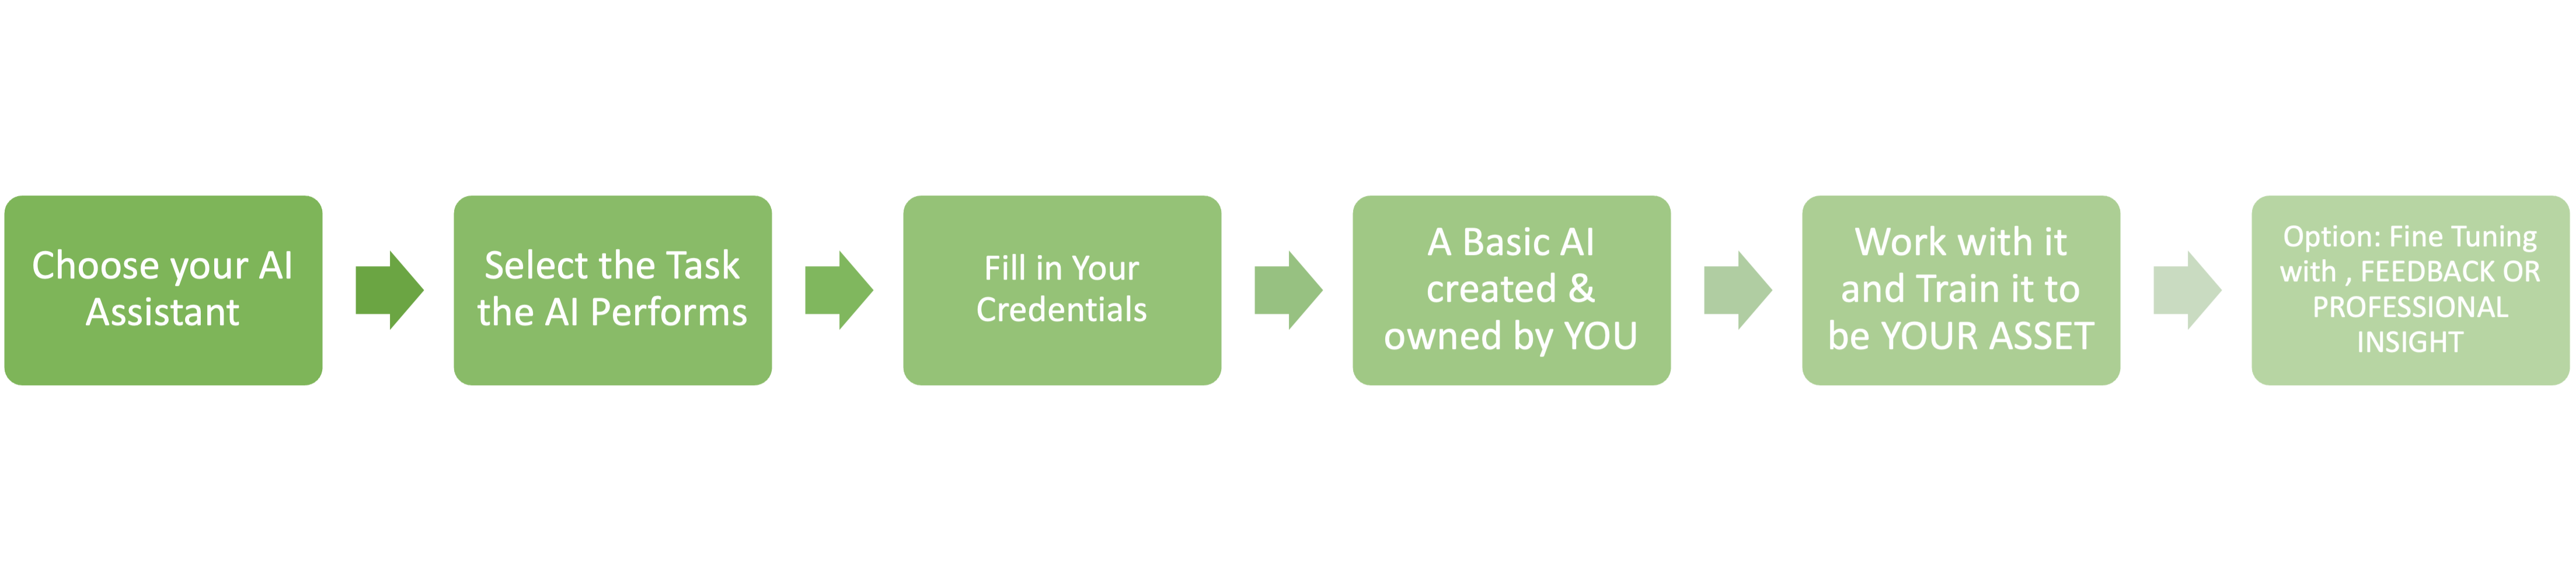 Choose your AI
Assistant
Select the Task
the AI Performs
Fill in Your
Credentials
A Basic AI
created &
owned by YOU
Work with it
and Train it to
be YOUR ASSET
Option: Fine Tuning
with , FEEDBACK OR
PROFESSIONAL
INSIGHT